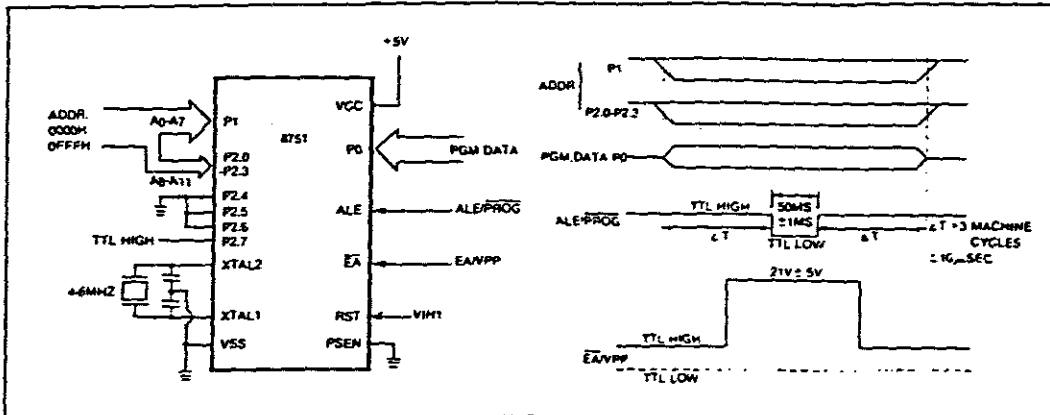 +5V
VCC
ADDR.
0000H
0FFFH
A0-A7
P1
8751
P0
PGM DATA
P2.0
-P2.3
A8-A11
P2.4
P2.5
P2.6
P2.7
TTL HIGH
ALE
ALE/PROG
XTAL2
EA
EA/VPP
4-6MHZ
XTAL1
RST
VIH1
VSS
PSEN
P1
ADDR
P2.0-P2.3
PGM DATA P0
ALE/PROG
TTL HIGH
50MS
±1MS
TTL LOW
MACHINE
CYCLES
21V ± 5V
TTL HIGH
EA/VPP
TTL LOW